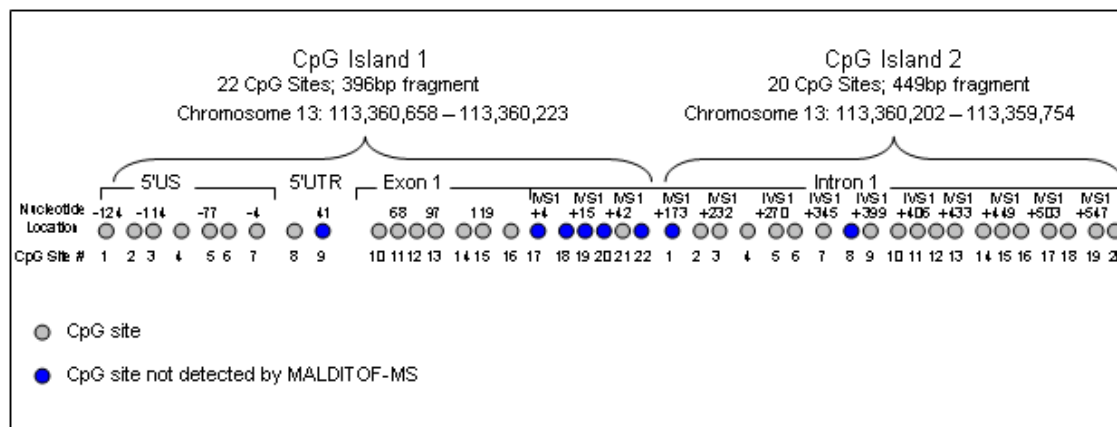 CpG Island 1
22 CpG Sites; 396bp fragment
Chromosome 13: 113,360,658 – 113,360,223
CpG Island 2
20 CpG Sites; 449bp fragment
Chromosome 13: 113,360,202 – 113,359,754
5'US 5'UTR Exon 1 Intron 1
IVS1 IVS1 IVS1 IVS1 IVS1 IVS1 IVS1 IVS1 IVS1 IVS1 IVS1 IVS1 IVS1
Nucleotide Location
-124 -114 -77 -4 41 68 97 119 +4 +15 +42 +173 +232 +270 +345 +399 +406 +433 +449 +503 +547
CpG Site # 1 2 3 4 5 6 7 8 9 10 11 12 13 14 15 16 17 18 19 20 21 22 1 2 3 4 5 6 7 8 9 10 11 12 13 14 15 16 17 18 19
CpG site
CpG site not detected by MALDITOF-MS